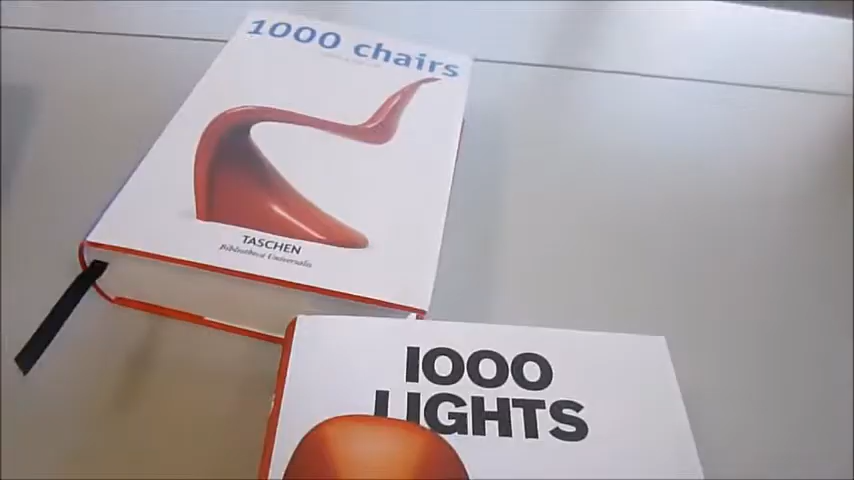 1000 chairs
TASCHEN
Bibliotheca Universalis
1000
LIGHTS